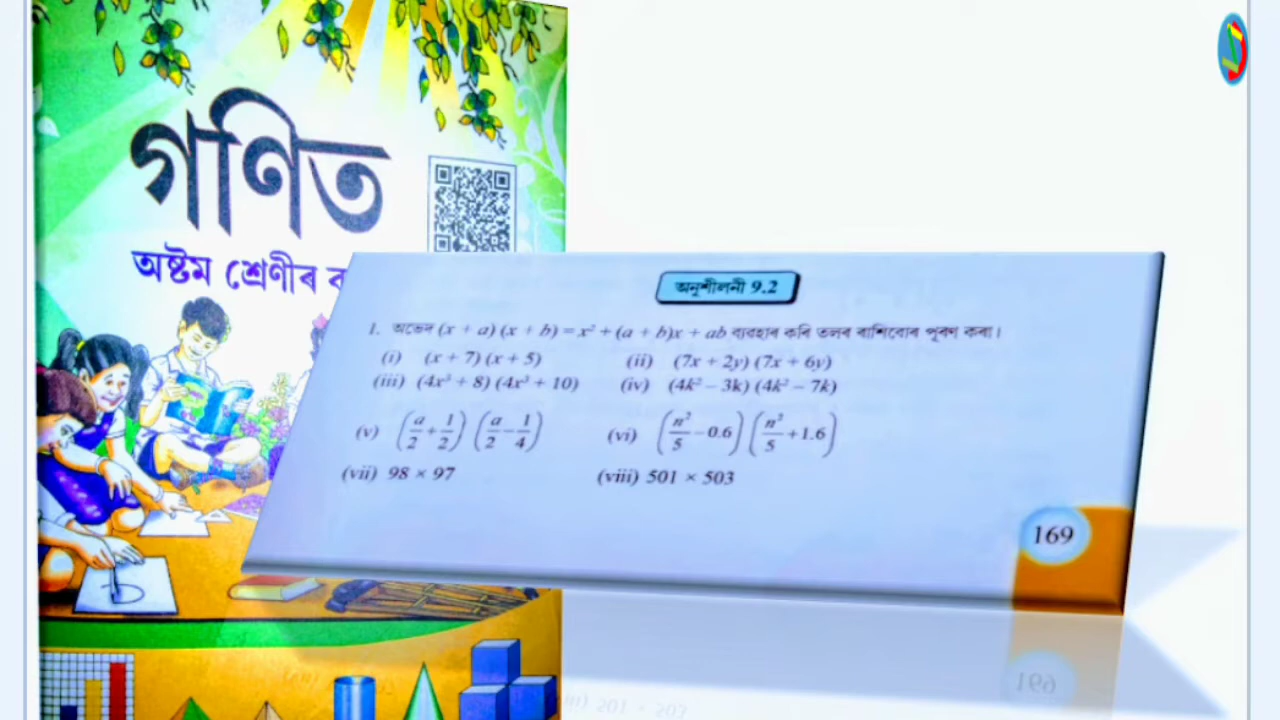 গণিত
অষ্টম শ্ৰেণীৰ
অনুশীলনী 9.2
1. অভেদ (x + a) (x + b) = x² + (a + b)x + ab ব্যৱহাৰ কৰি তলৰ ৰাশিবোৰ পূৰণ কৰা।
(i) (x + 7) (x + 5) (ii) (7x + 2y) (7x + 6y)
(iii) (4x³ + 8) (4x³ + 10) (iv) (4k² − 3k) (4k² − 7k)
(v) (a/2 + 1/2) (a/2 − 1/4) (vi) (n²/5 − 0.6) (n²/5 + 1.6)
(vii) 98 × 97 (viii) 501 × 503
169